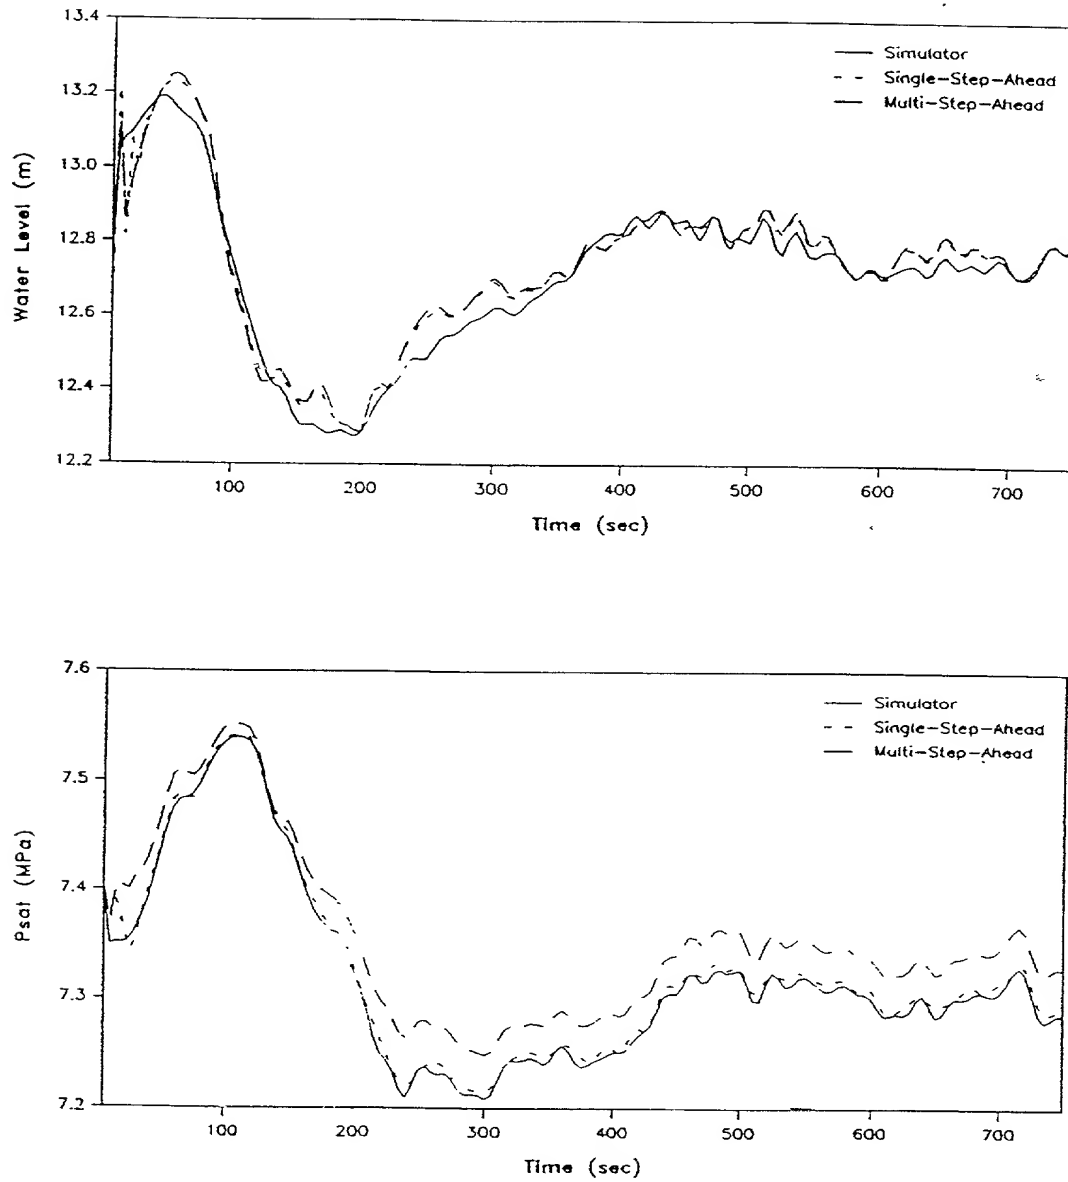 13.4
13.2
13.0
12.8
12.6
12.4
12.2
Water Level (m)
Simulator
Single-Step-Ahead
Multi-Step-Ahead
100 200 300 400 500 600 700
Time (sec)
7.6
7.5
7.4
7.3
7.2
Psat (MPa)
Simulator
Single-Step-Ahead
Multi-Step-Ahead
100 200 300 400 500 600 700
Time (sec)